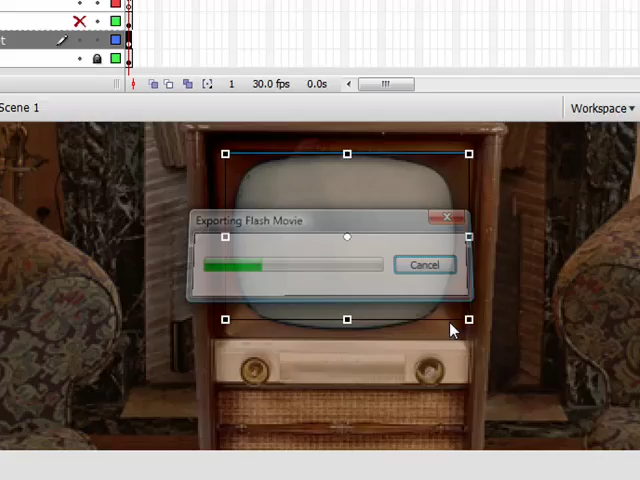 t
1 30.0 fps 0.0s
Scene 1
Workspace
Exporting Flash Movie
Cancel